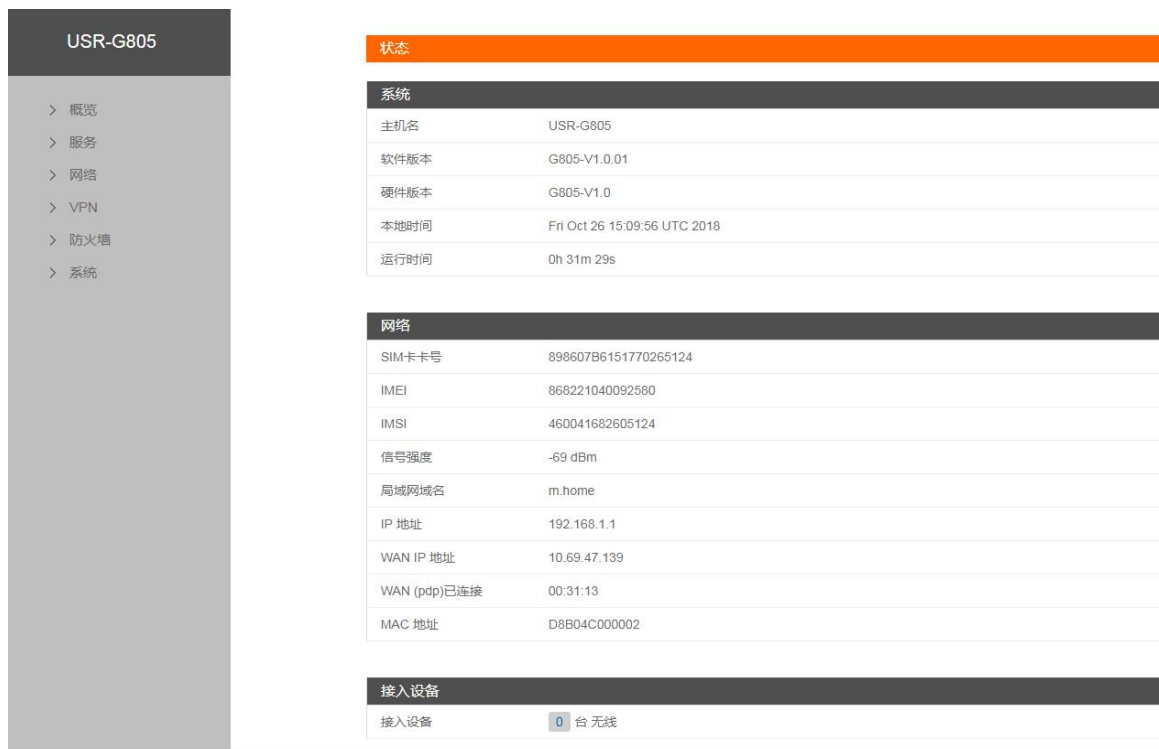 USR-G805
> 概览
> 服务
> 网络
> VPN
> 防火墙
> 系统
状态
系统
主机名 USR-G805
软件版本 G805-V1.0.01
硬件版本 G805-V1.0
本地时间 Fri Oct 26 15:09:56 UTC 2018
运行时间 0h 31m 29s
网络
SIM卡卡号 898607B6151770265124
IMEI 868221040092580
IMSI 460041682605124
信号强度 -69 dBm
局域网域名 m.home
IP 地址 192.168.1.1
WAN IP 地址 10.69.47.139
WAN (pdp)已连接 00:31:13
MAC 地址 D8B04C000002
接入设备
接入设备 0 台 无线